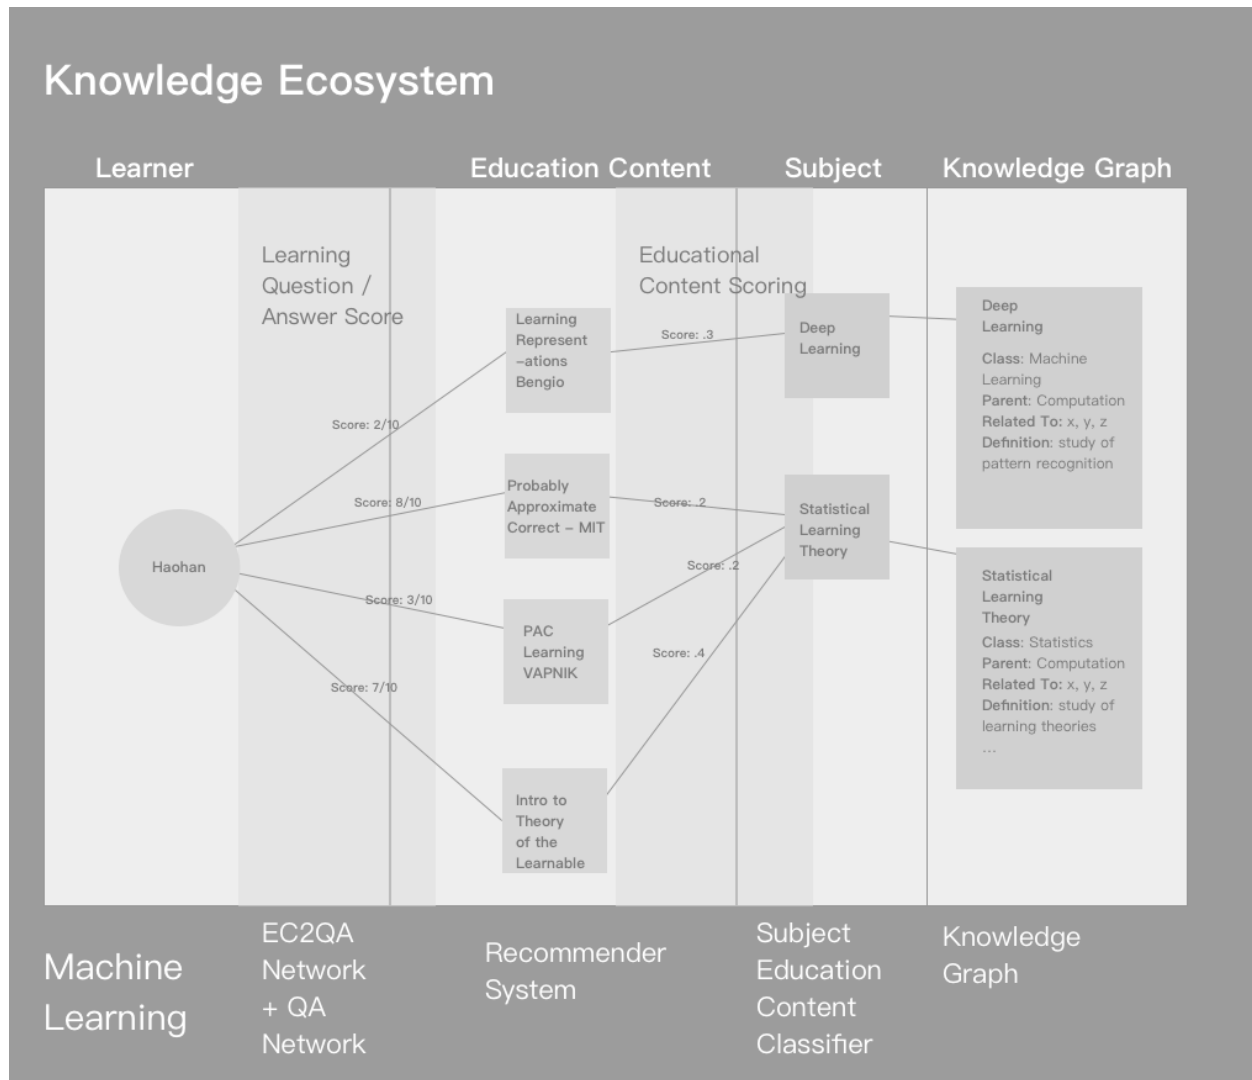 Knowledge Ecosystem
Learner
Education Content
Subject
Knowledge Graph
Learning
Question /
Answer Score
Educational
Content Scoring
Haohan
Score: 2/10
Score: 8/10
Score: 3/10
Score: 7/10
Learning
Represent
-ations
Bengio
Probably
Approximate
Correct - MIT
PAC
Learning
VAPNIK
Intro to
Theory
of the
Learnable
Score: .3
Score: .2
Score: .2
Score: .4
Deep
Learning
Statistical
Learning
Theory
Deep
Learning
Class: Machine
Learning
Parent: Computation
Related To: x, y, z
Definition: study of
pattern recognition
Statistical
Learning
Theory
Class: Statistics
Parent: Computation
Related To: x, y, z
Definition: study of
learning theories
...
Machine
Learning
EC2QA
Network
+ QA
Network
Recommender
System
Subject
Education
Content
Classifier
Knowledge
Graph